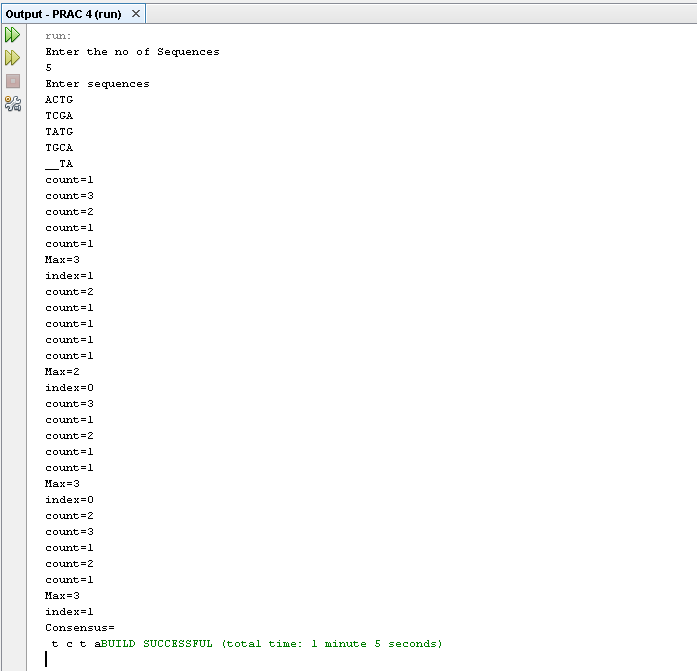 Output - PRAC 4 (run)
run:
Enter the no of Sequences
5
Enter sequences
ACTG
TCGA
TATG
TGCA
__TA
count=1
count=3
count=2
count=1
count=1
Max=3
index=1
count=2
count=1
count=1
count=1
count=1
Max=2
index=0
count=3
count=1
count=2
count=1
count=1
Max=3
index=0
count=2
count=3
count=1
count=2
count=1
Max=3
index=1
Consensus=
t c t aBUILD SUCCESSFUL (total time: 1 minute 5 seconds)